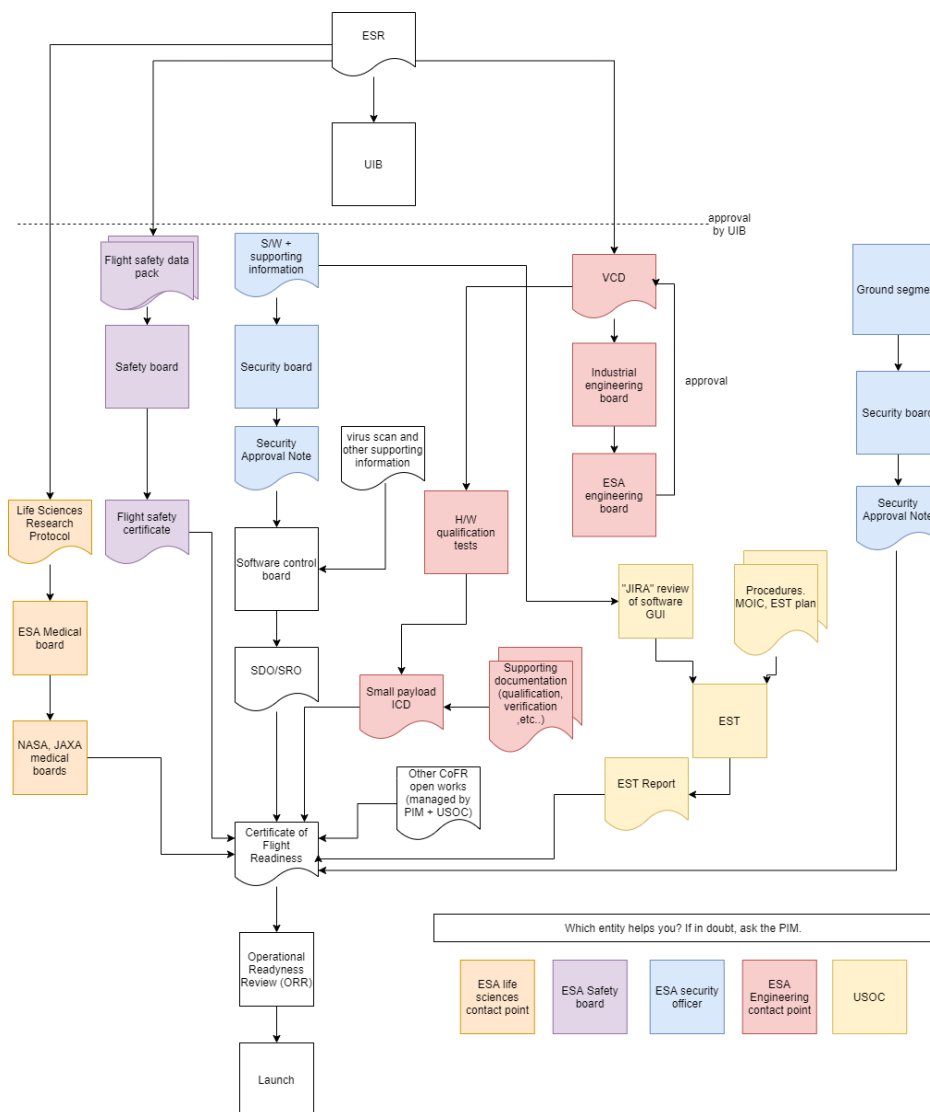 ESR
UIB
approval
by UIB
Flight safety data
pack
S/W +
supporting
information
VCD
Ground segme
Safety board
Security board
Industrial
engineering
board
approval
Security board
Security
Approval Note
virus scan and
other supporting
information
ESA
engineering
board
Life Sciences
Research
Protocol
Flight safety
certificate
H/W
qualification
tests
Security
Approval Note
Software control
board
"JIRA" review
of software
GUI
Procedures.
MOIC, EST plan
ESA Medical
board
SDO/SRO
Small payload
ICD
Supporting
documentation
(qualification,
verification
,etc..)
EST
NASA, JAXA
medical
boards
Other CoFR
open works
(managed by
PIM + USOC)
EST Report
Certificate of
Flight
Readiness
Which entity helps you? If in doubt, ask the PIM.
Operational
Readyness
Review (ORR)
ESA life
sciences
contact point
ESA Safety
board
ESA security
officer
ESA
Engineering
contact point
USOC
Launch